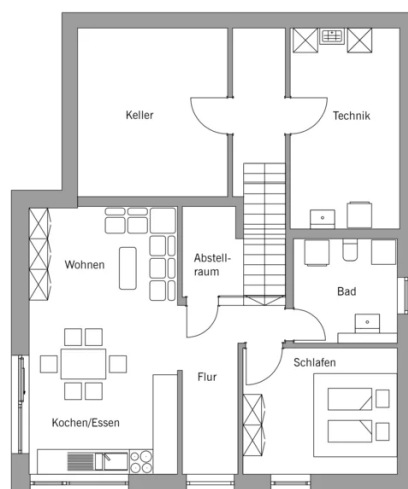 Keller
Technik
Wohnen
Abstell-
raum
Bad
Schlafen
Flur
Kochen/Essen